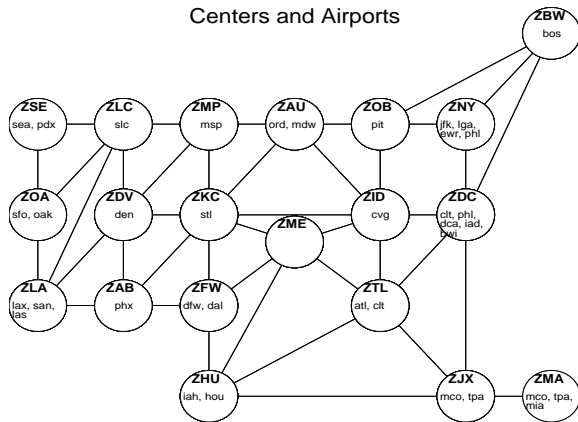 Centers and Airports
ZBW
bos
ZSE
sea, pdx
ZLC
slc
ZMP
msp
ZAU
ord, mdw
ZOB
pit
ZNY
jfk, lga,
ewr, phl
ZOA
sfo, oak
ZDV
den
ZKC
stl
ZME
ZID
cvg
ZDC
clt, phl,
dca, iad,
bwi
ZLA
lax, san,
las
ZAB
phx
ZFW
dfw, dal
ZTL
atl, clt
ZHU
iah, hou
ZJX
mco, tpa
ZMA
mco, tpa,
mia